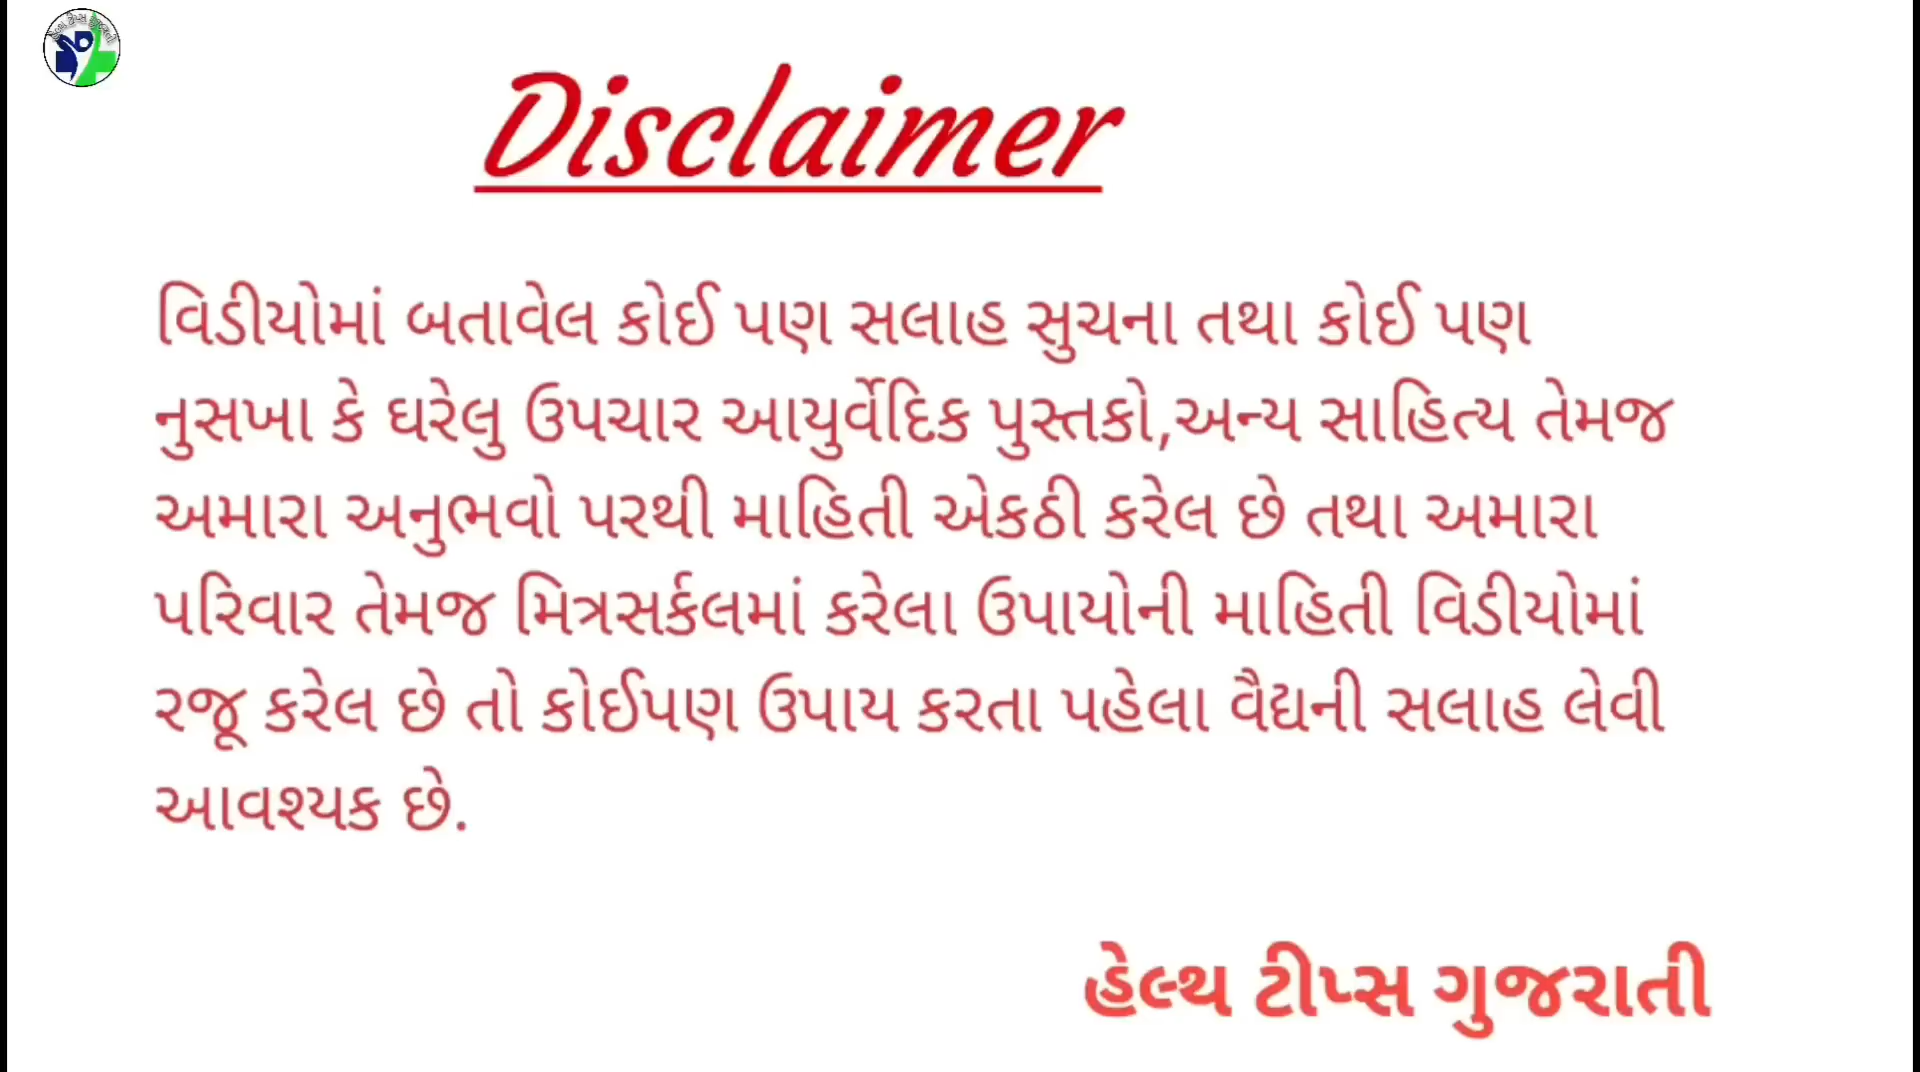 Disclaimer
વિડીયોમાં બતાવેલ કોઈ પણ સલાહ સુચના તથા કોઈ પણ
નુસખા કે ઘરેલુ ઉપચાર આયુર્વેદિક પુસ્તકો,અન્ય સાહિત્ય તેમજ
અમારા અનુભવો પરથી માહિતી એકઠી કરેલ છે તથા અમારા
પરિવાર તેમજ મિત્રસર્કલમાં કરેલા ઉપાયોની માહિતી વિડીયોમાં
રજૂ કરેલ છે તો કોઈપણ ઉપાય કરતા પહેલા વૈદ્યની સલાહ લેવી
આવશ્યક છે.
હેલ્થ ટીપ્સ ગુજરાતી